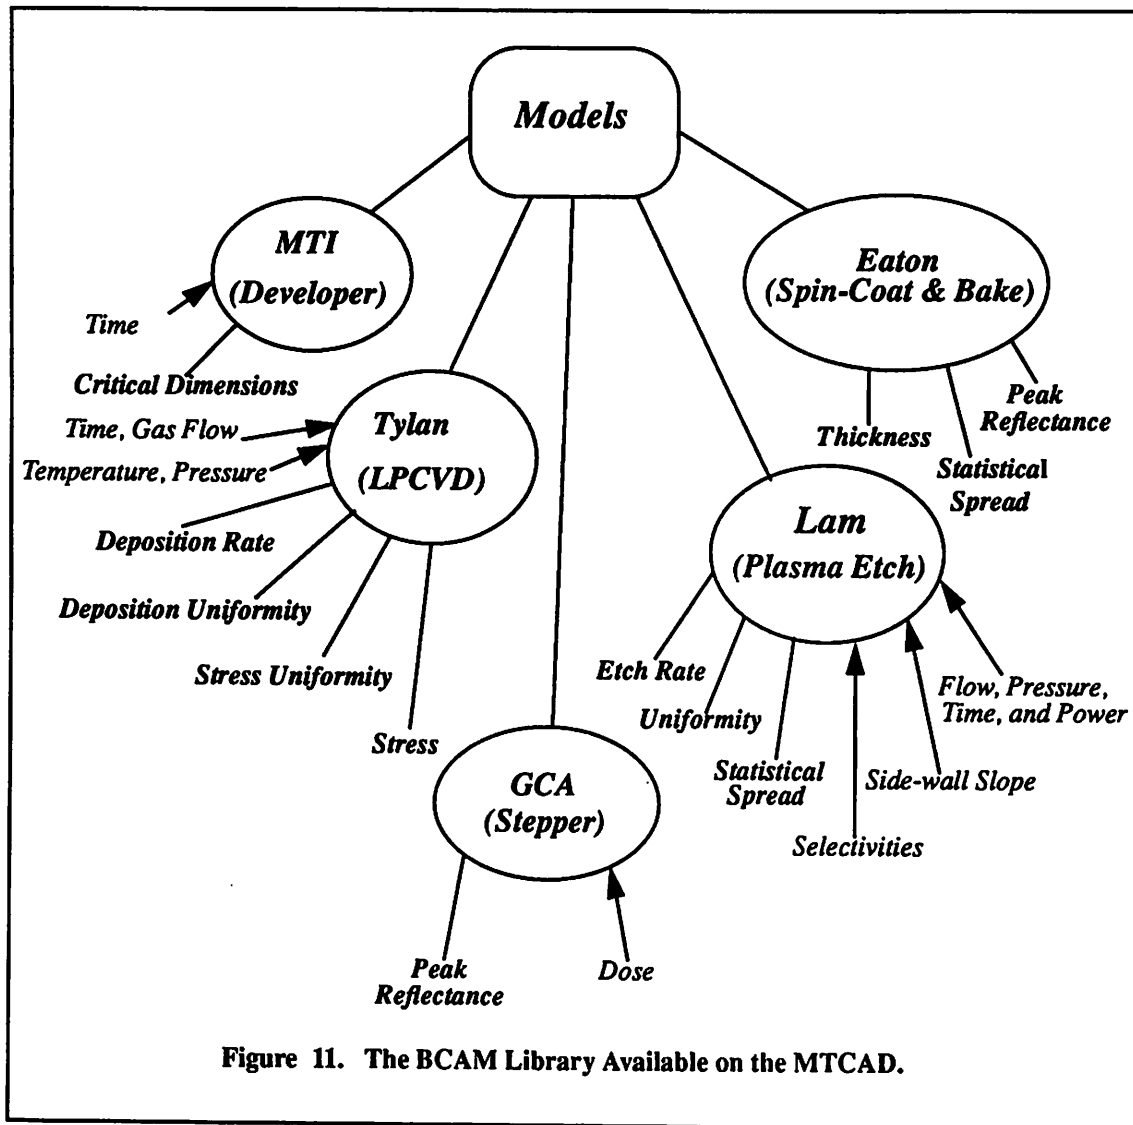 Models
MTI
(Developer)
Eaton
(Spin-Coat & Bake)
Time
Critical Dimensions
Time, Gas Flow
Temperature, Pressure
Tylan
(LPCVD)
Thickness
Peak
Reflectance
Statistical
Spread
Deposition Rate
Deposition Uniformity
Stress Uniformity
Stress
Lam
(Plasma Etch)
Etch Rate
Uniformity
Statistical
Spread
Selectivities
Side-wall Slope
Flow, Pressure,
Time, and Power
GCA
(Stepper)
Peak
Reflectance
Dose
Figure 11. The BCAM Library Available on the MTCAD.